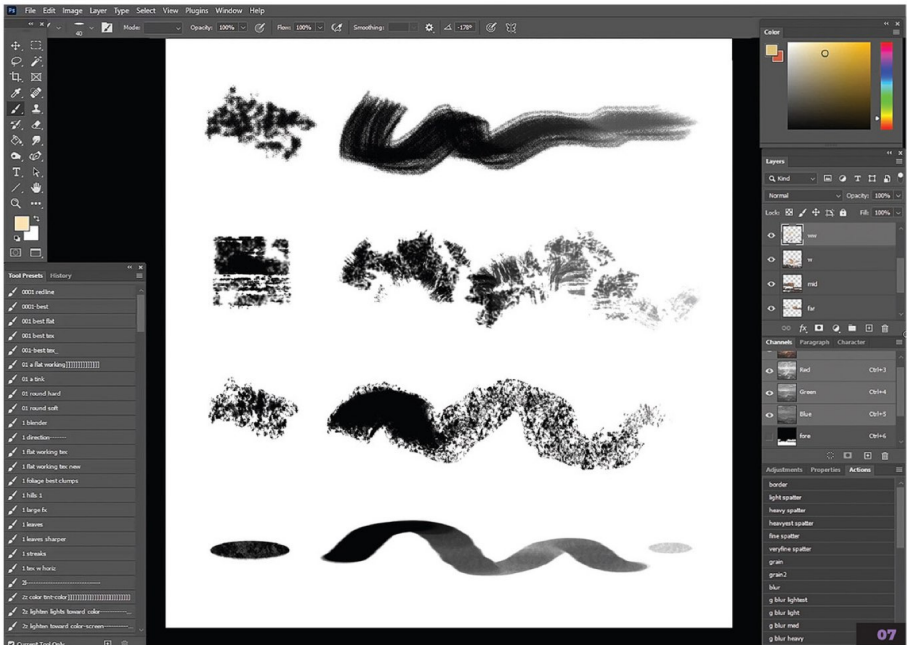 Ps File Edit Image Layer Type Select View Plugins Window Help
40 Mode: Opacity: 100% Flow: 100% Smoothing: -178°
Color
Layers
Kind
Normal Opacity: 100%
Lock: Fill: 100%
ww
w
mid
far
Channels Paragraph Character
Red Ctrl+3
Green Ctrl+4
Blue Ctrl+5
fore Ctrl+6
Adjustments Properties Actions
border
light spatter
heavy spatter
heavyest spatter
fine spatter
veryfine spatter
grain
grain2
blur
g blur lightest
g blur light
g blur med
g blur heavy
Tool Presets History
0001 redline
0001-best
001 best flat
001 best tex
001-best tex_
01 a flat working
01 a tink
01 round hard
01 round soft
1 blender
1 direction
1 flat working tex
1 flat working tex new
1 foliage best clumps
1 hills 1
1 large fx
1 leaves
1 leaves sharper
1 streaks
1 tex w horiz
2z color tint-color
2z lighten lights toward color
2z lighten toward color-screen
Current Tool Only
07